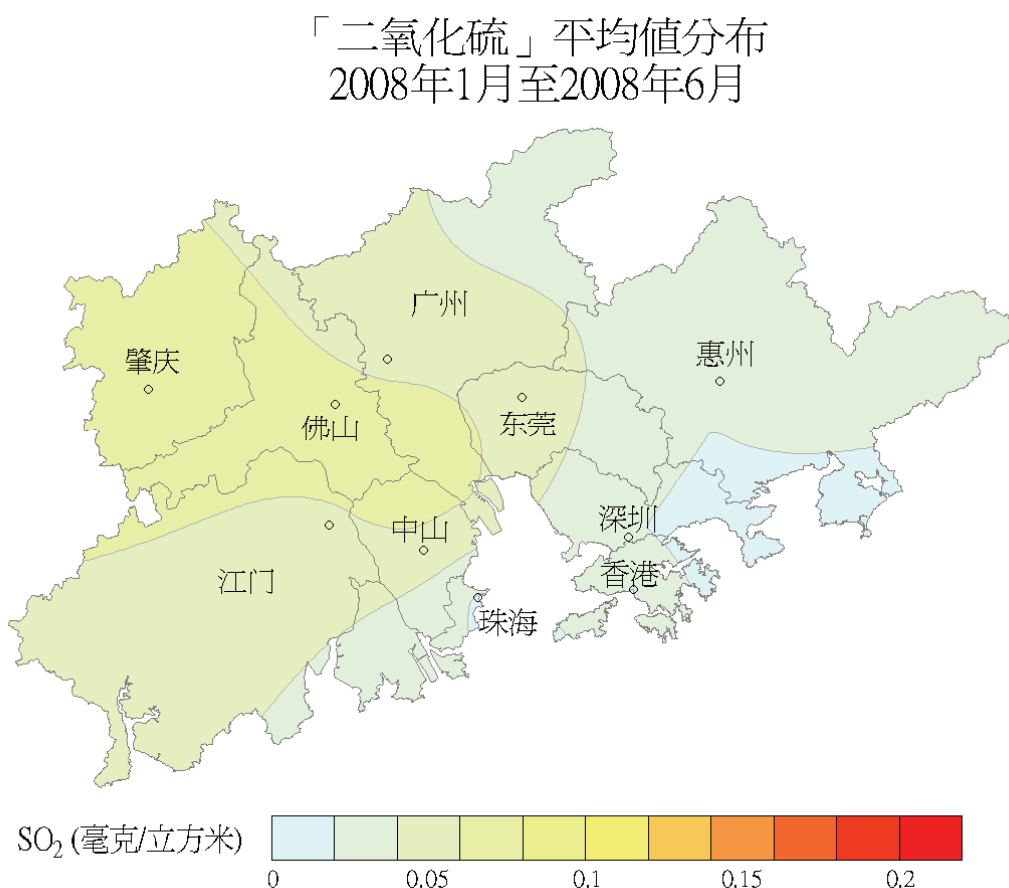 「二氧化硫」平均值分布
2008年1月至2008年6月
广州
肇庆
惠州
佛山
东莞
深圳
中山
香港
江门
珠海
SO₂ (毫克/立方米)
0 0.05 0.1 0.15 0.2